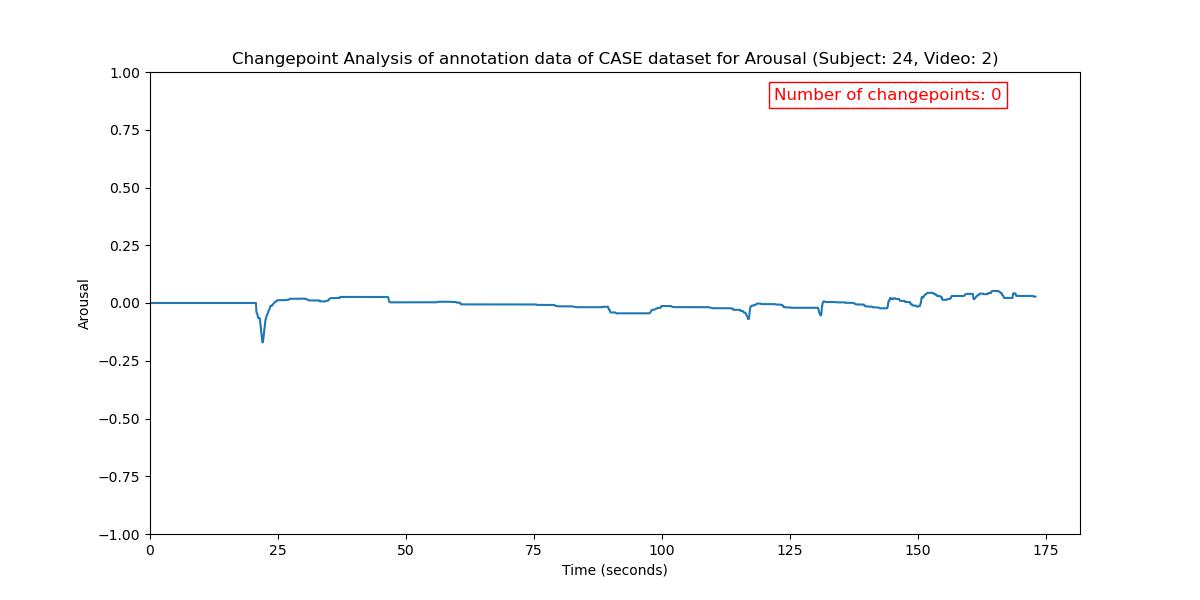 Changepoint Analysis of annotation data of CASE dataset for Arousal (Subject: 24, Video: 2)
Number of changepoints: 0
1.00
0.75
0.50
0.25
0.00
−0.25
−0.50
−0.75
−1.00
Arousal
0 25 50 75 100 125 150 175
Time (seconds)